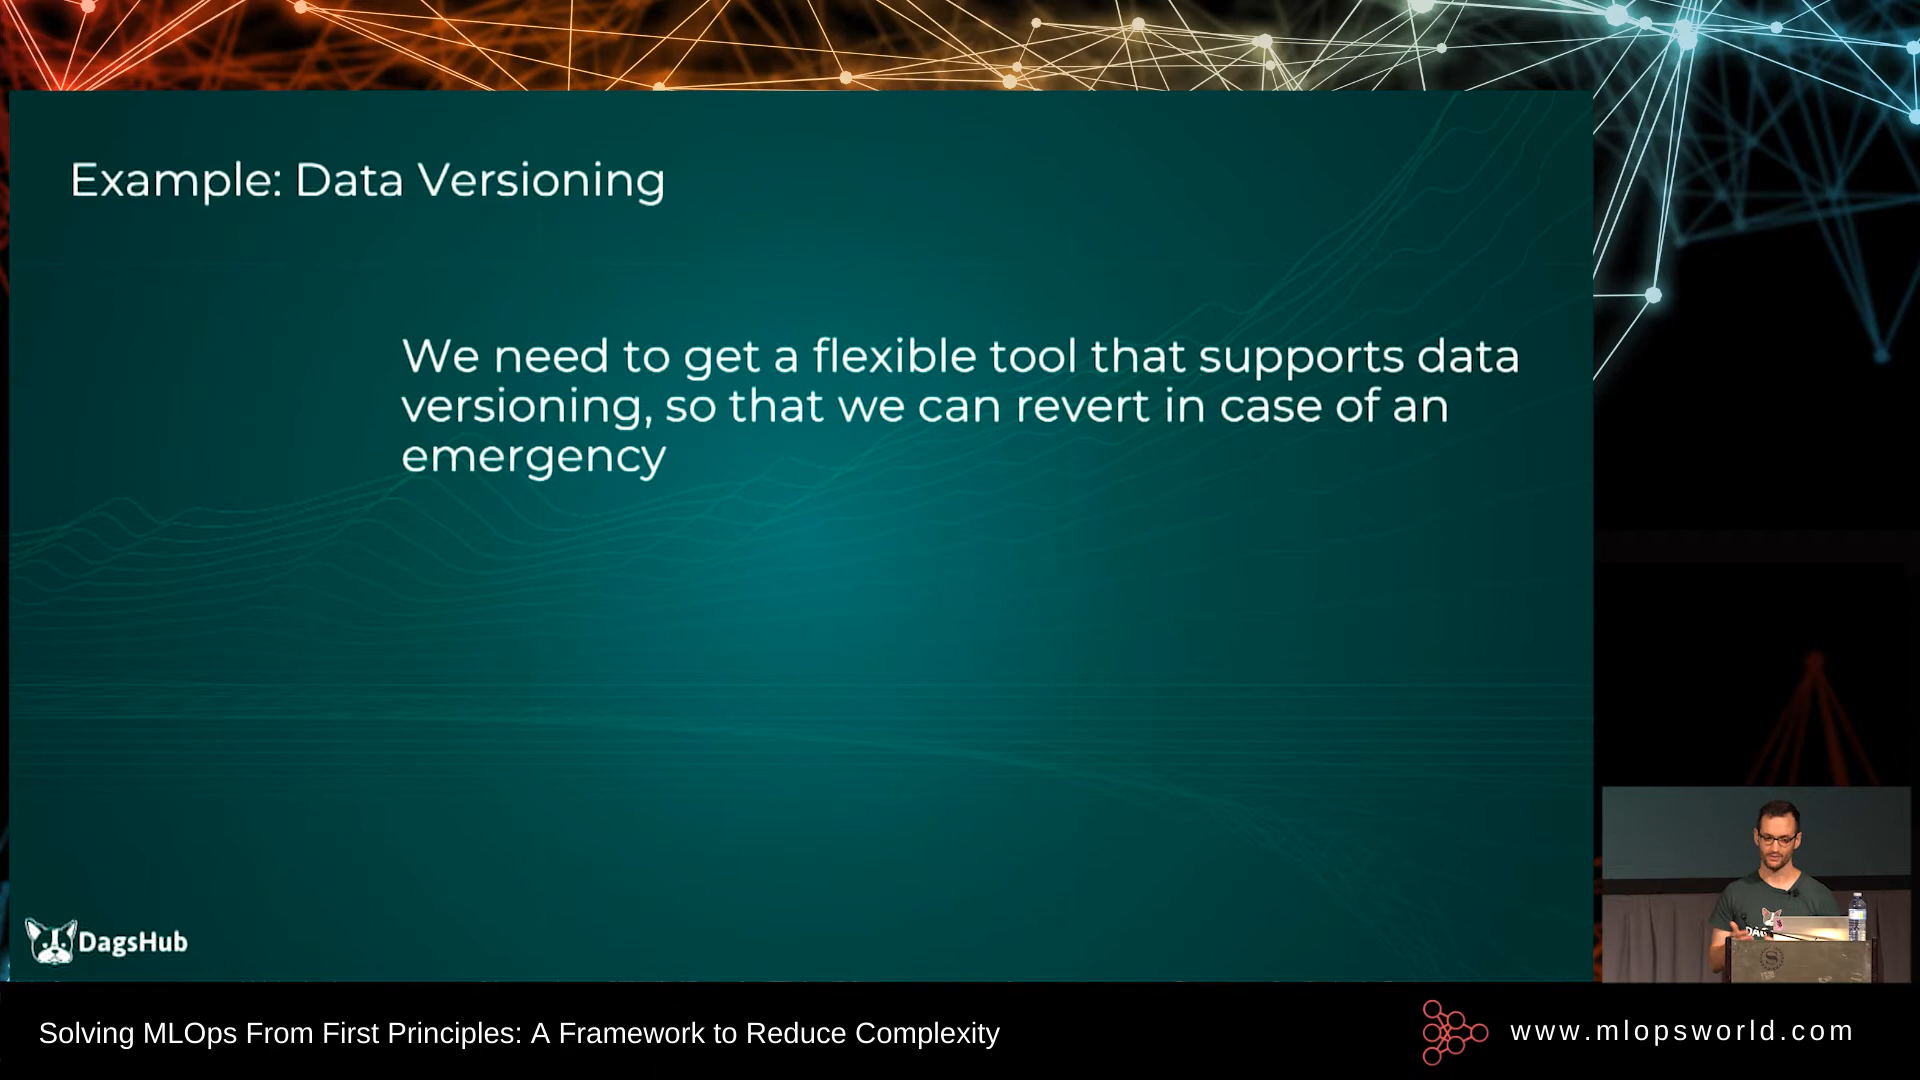 Example: Data Versioning
We need to get a flexible tool that supports data
versioning, so that we can revert in case of an
emergency
DagsHub
Solving MLOps From First Principles: A Framework to Reduce Complexity
www.mlopsworld.com